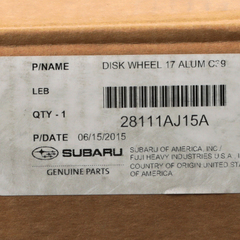 P/NAME DISK WHEEL 17 ALUM C39
LEB
QTY - 1 28111AJ15A
P/DATE 06/15/2015
SUBARU SUBARU OF AMERICA, INC /
FUJI HEAVY INDUSTRIES U.S.A
GENUINE PARTS COUNTRY OF ORIGIN UNITED
OF AMERICA